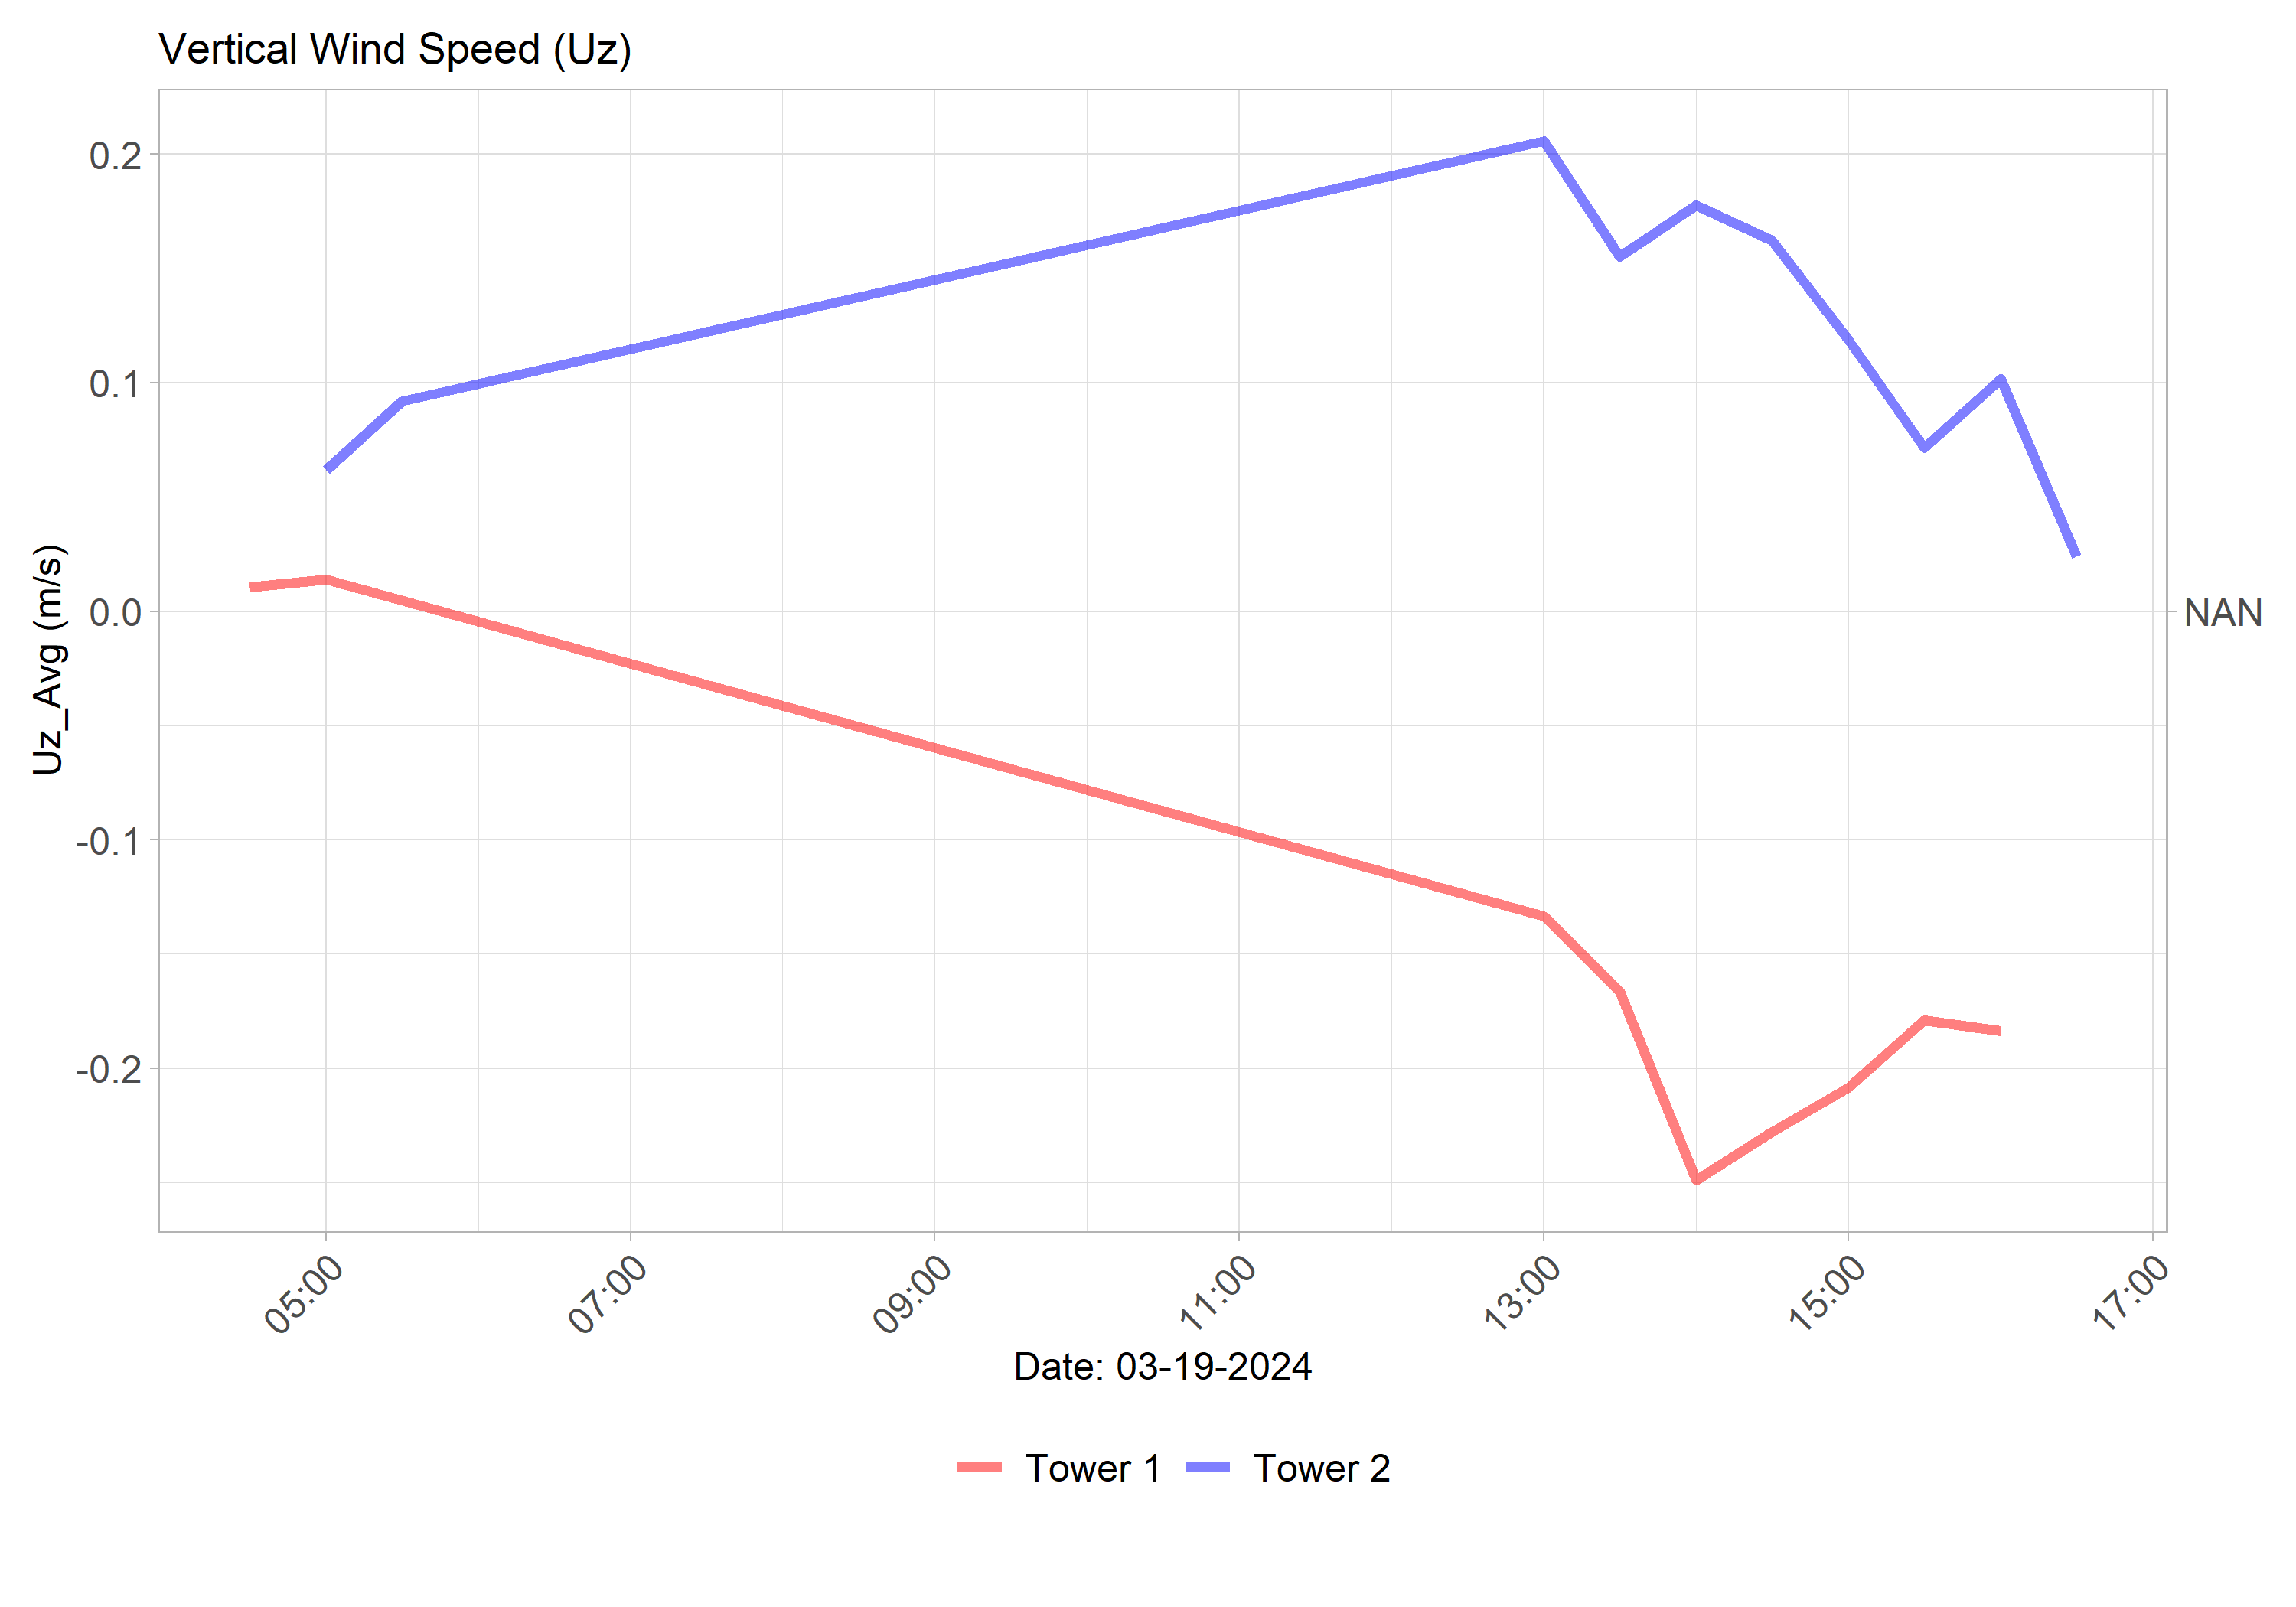 Vertical Wind Speed (Uz)
0.2
0.1
0.0
-0.1
-0.2
Uz_Avg (m/s)
NAN
05:00
07:00
09:00
11:00
13:00
15:00
17:00
Date: 03-19-2024
Tower 1
Tower 2